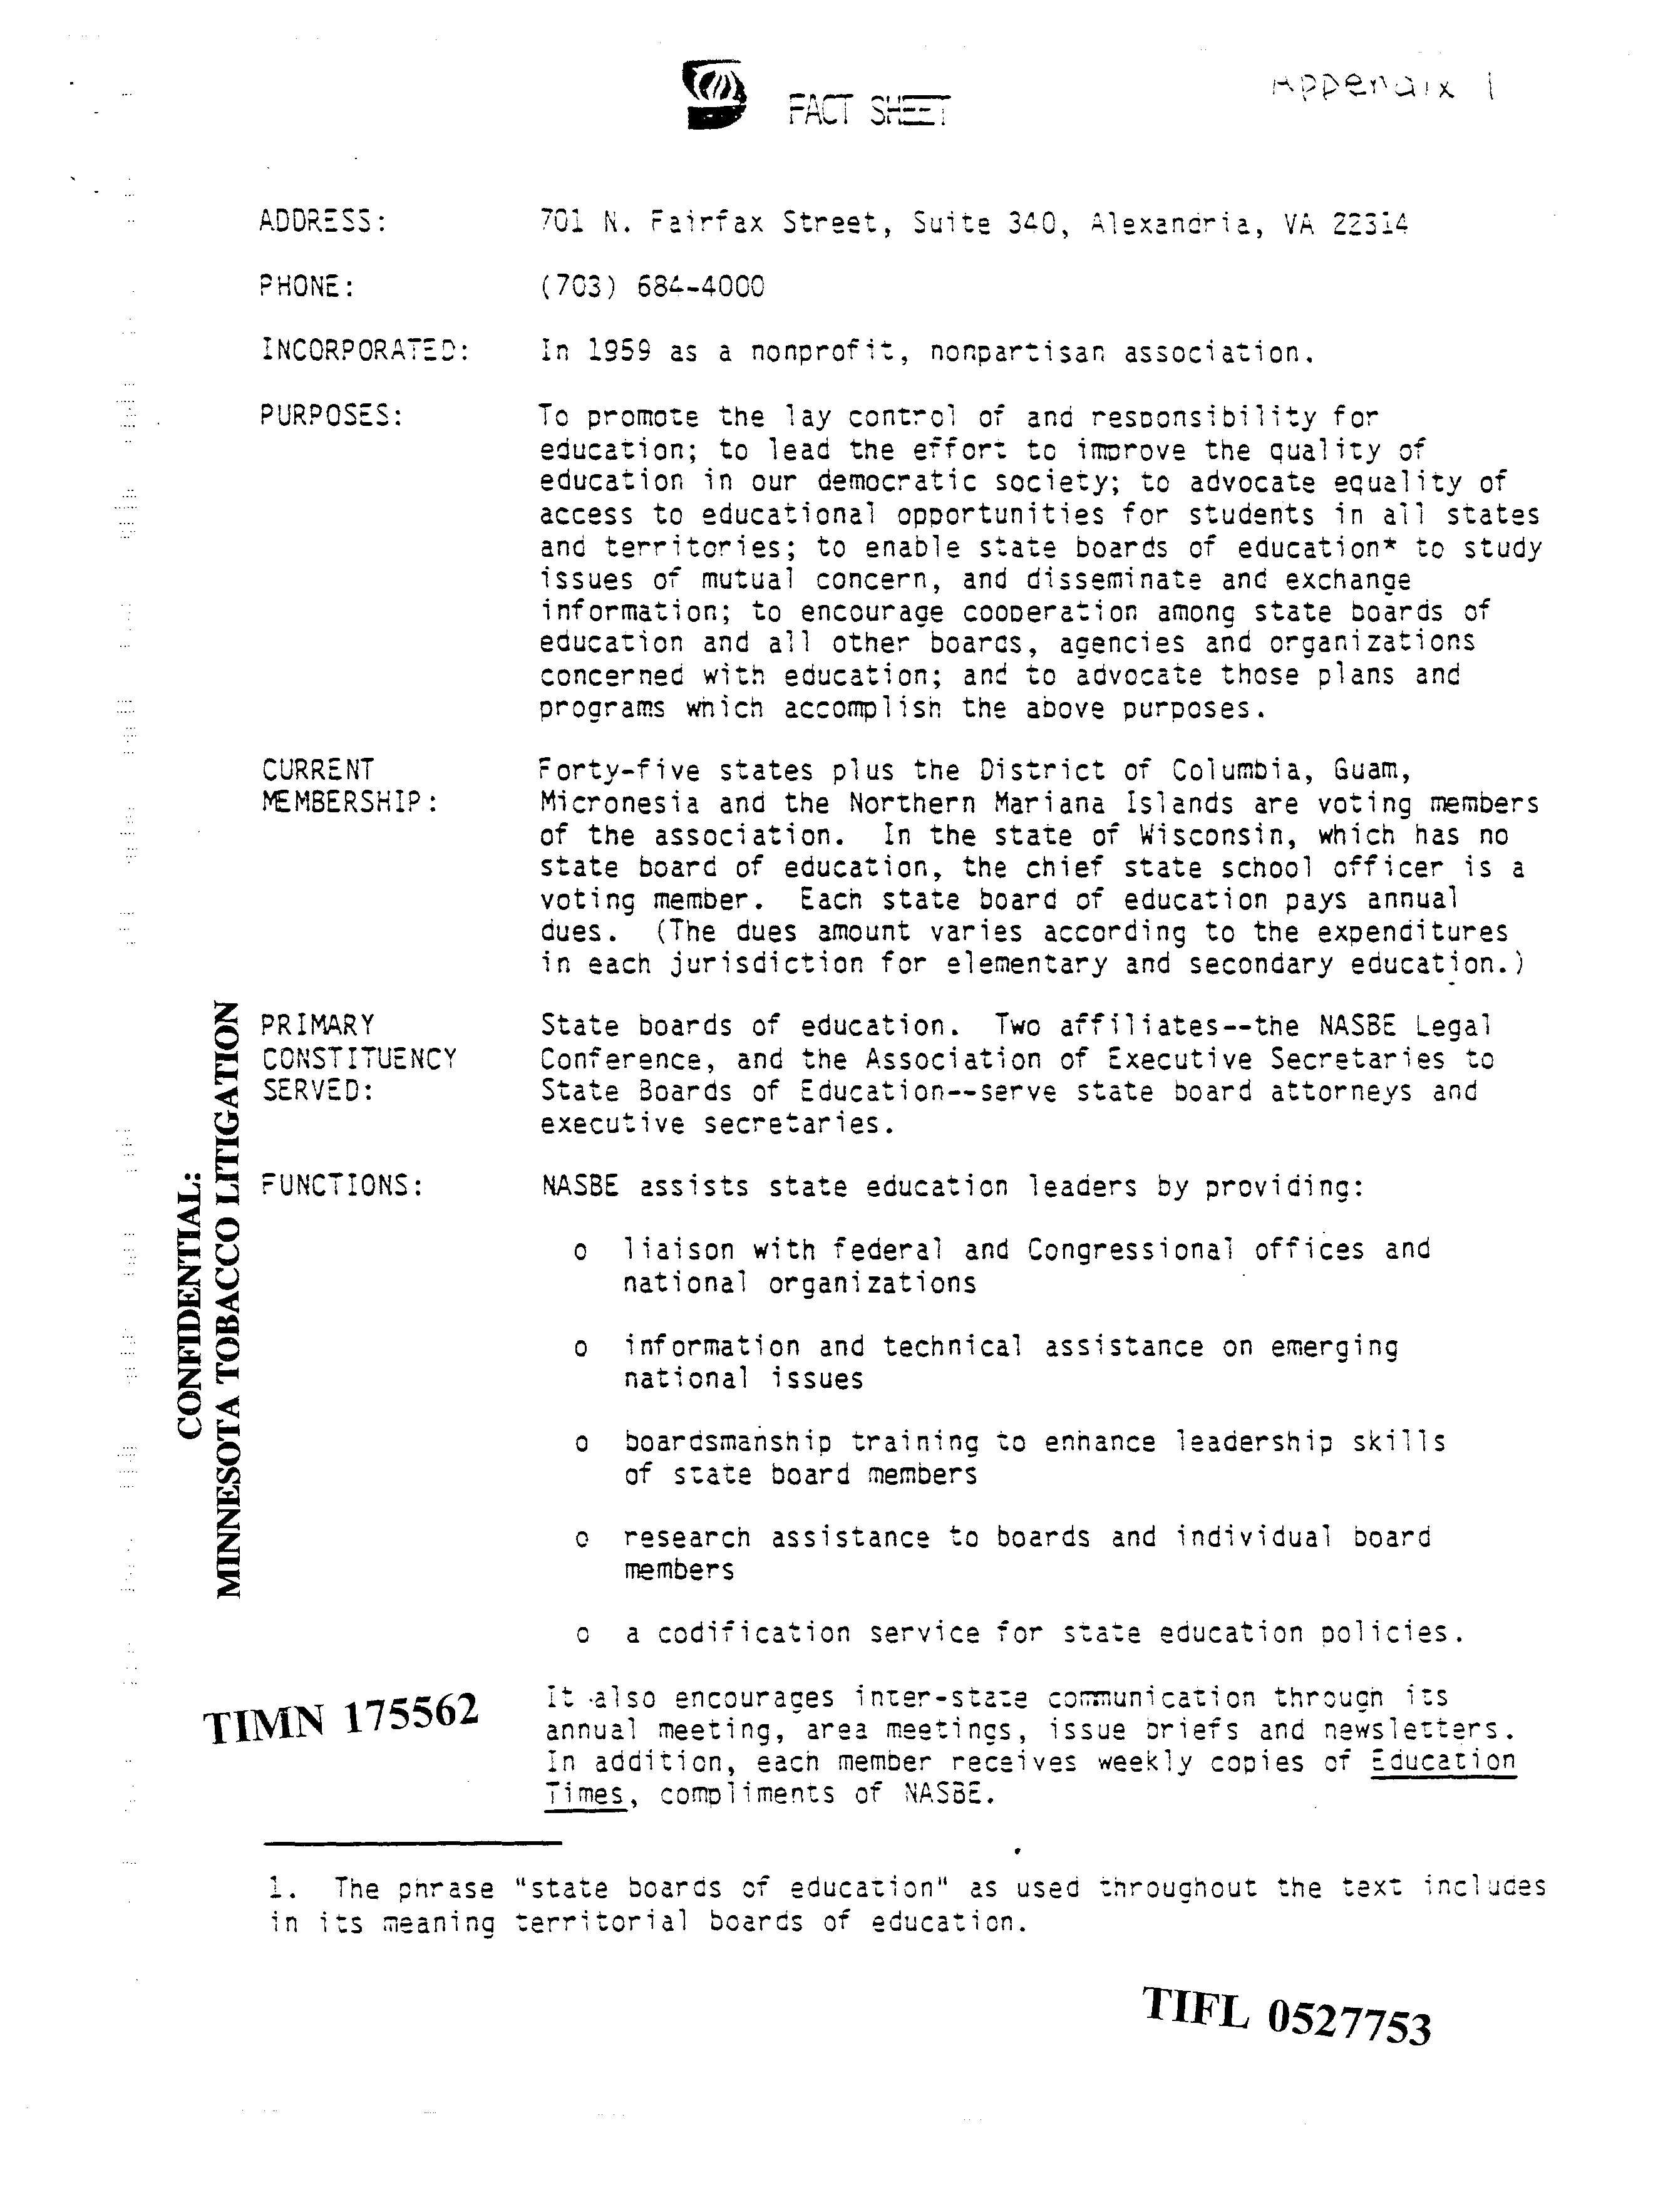 Appendix 1
FACT SHEET
ADDRESS: 701 N. Fairfax Street, Suite 340, Alexandria, VA 22314
PHONE: (703) 684-4000
INCORPORATED: In 1959 as a nonprofit, nonpartisan association.
PURPOSES: To promote the lay control of and responsibility for
education; to lead the effort to improve the quality of
education in our democratic society; to advocate equality of
access to educational opportunities for students in all states
and territories; to enable state boards of education* to study
issues of mutual concern, and disseminate and exchange
information; to encourage cooperation among state boards of
education and all other boards, agencies and organizations
concerned with education; and to advocate those plans and
programs which accomplish the above purposes.
CURRENT Forty-five states plus the District of Columbia, Guam,
MEMBERSHIP: Micronesia and the Northern Mariana Islands are voting members
of the association. In the state of Wisconsin, which has no
state board of education, the chief state school officer is a
voting member. Each state board of education pays annual
dues. (The dues amount varies according to the expenditures
in each jurisdiction for elementary and secondary education.)
PRIMARY State boards of education. Two affiliates--the NASBE Legal
CONSTITUENCY Conference, and the Association of Executive Secretaries to
SERVED: State Boards of Education--serve state board attorneys and
executive secretaries.
FUNCTIONS: NASBE assists state education leaders by providing:
o liaison with federal and Congressional offices and
national organizations
o information and technical assistance on emerging
national issues
o boardsmanship training to enhance leadership skills
of state board members
o research assistance to boards and individual board
members
o a codification service for state education policies.
It also encourages inter-state communication through its
annual meeting, area meetings, issue briefs and newsletters.
In addition, each member receives weekly copies of Education
Times, compliments of NASBE.
CONFIDENTIAL:
MINNESOTA TOBACCO LITIGATION
TIMN 175562
1. The phrase "state boards of education" as used throughout the text includes
in its meaning territorial boards of education.
TIFL 0527753